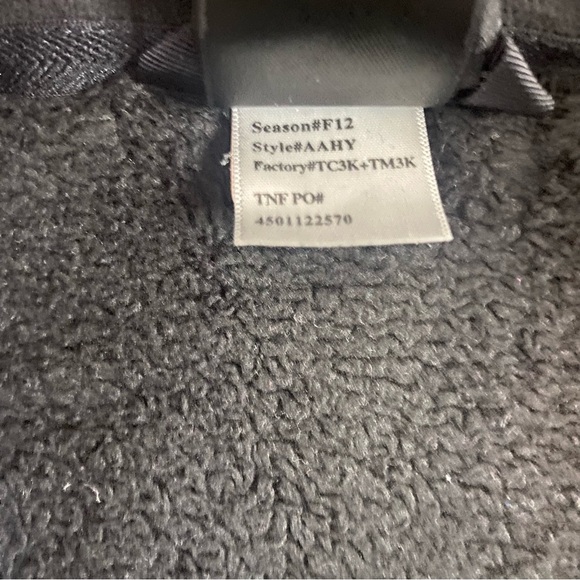 Season#F12
Style#AAHY
Factory#TC3K+TM3K
TNF PO#
4501122570